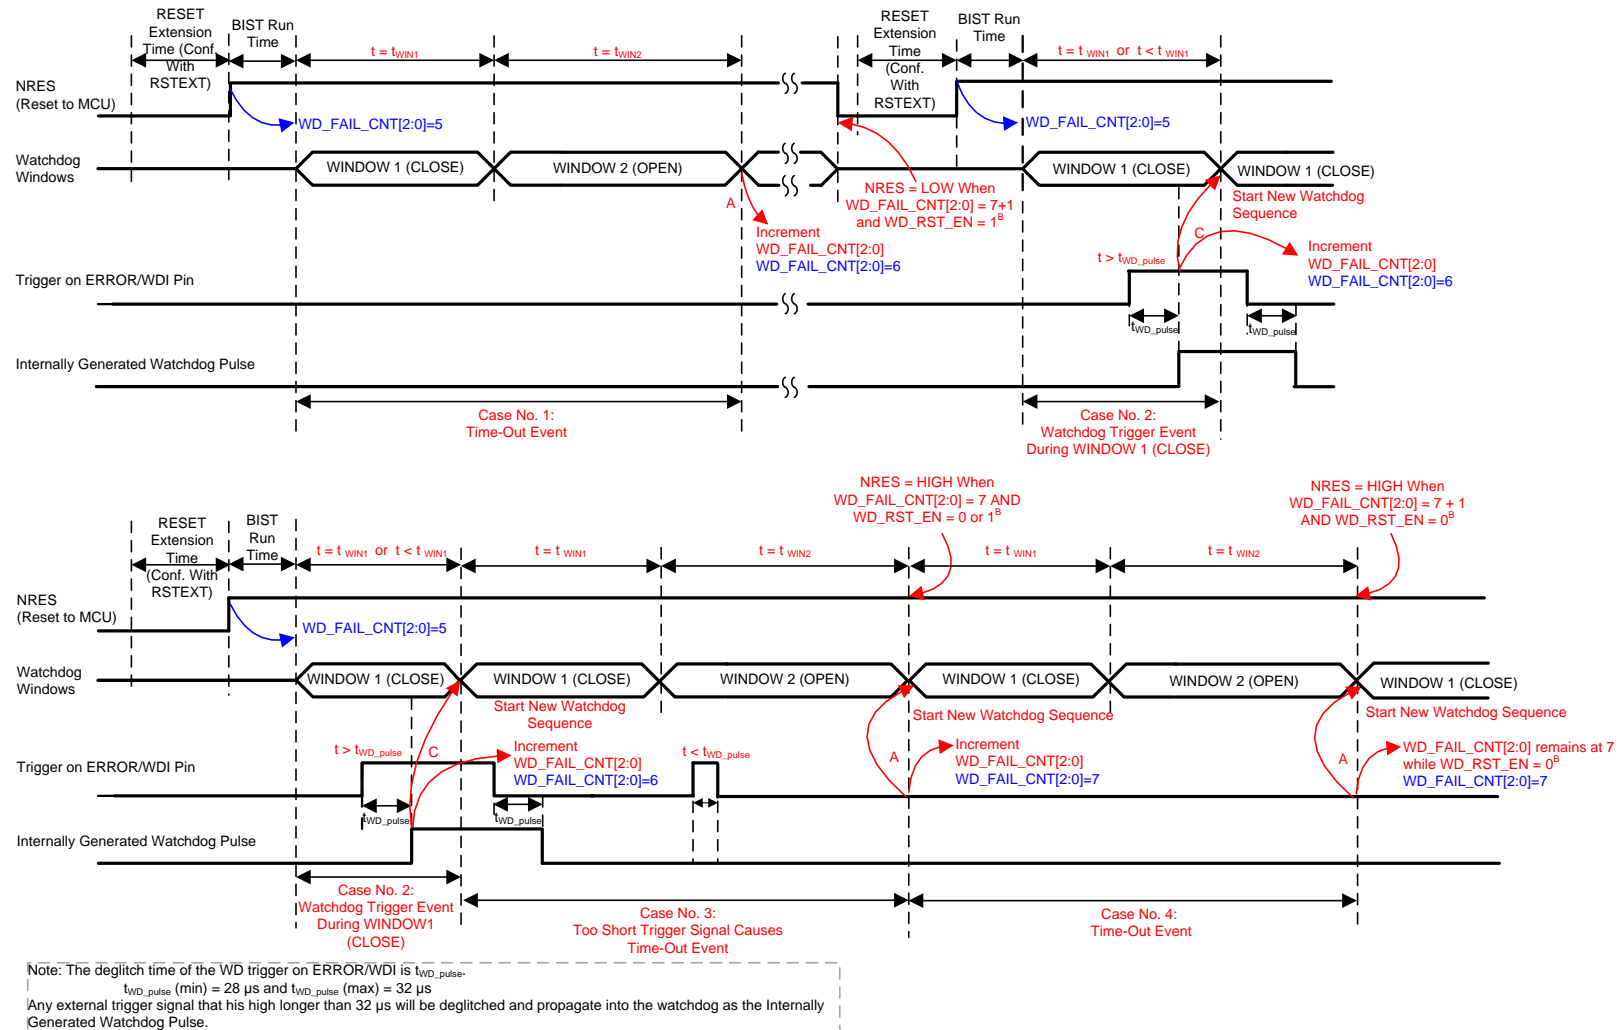 RESET
Extension
Time (Conf.
With
RSTEXT)
BIST Run
Time
t = tWIN1
t = tWIN2
RESET
Extension
Time
(Conf.
With
RSTEXT)
BIST Run
Time
t = t WIN1 or t < t WIN1
NRES
(Reset to MCU)
WD_FAIL_CNT[2:0]=5
WD_FAIL_CNT[2:0]=5
Watchdog
Windows
WINDOW 1 (CLOSE)
WINDOW 2 (OPEN)
WINDOW 1 (CLOSE)
WINDOW 1 (CLOSE)
NRES = LOW When
WD_FAIL_CNT[2:0] = 7+1
and WD_RST_EN = 1B
Start New Watchdog
Sequence
A
Increment
WD_FAIL_CNT[2:0]
WD_FAIL_CNT[2:0]=6
C
Increment
WD_FAIL_CNT[2:0]
WD_FAIL_CNT[2:0]=6
t > tWD_pulse
Trigger on ERROR/WDI Pin
tWD_pulse
tWD_pulse
Internally Generated Watchdog Pulse
Case No. 1:
Time-Out Event
Case No. 2:
Watchdog Trigger Event
During WINDOW 1 (CLOSE)
NRES = HIGH When
WD_FAIL_CNT[2:0] = 7 AND
WD_RST_EN = 0 or 1B
NRES = HIGH When
WD_FAIL_CNT[2:0] = 7 + 1
AND WD_RST_EN = 0B
RESET
Extension
Time
(Conf. With
RSTEXT)
BIST
Run
Time
t = t WIN1 or t < t WIN1
t = t WIN1
t = t WIN2
t = t WIN1
t = t WIN2
NRES
(Reset to MCU)
WD_FAIL_CNT[2:0]=5
Watchdog
Windows
WINDOW 1 (CLOSE)
WINDOW 1 (CLOSE)
WINDOW 2 (OPEN)
WINDOW 1 (CLOSE)
WINDOW 2 (OPEN)
WINDOW 1 (CLOSE)
Start New Watchdog
Sequence
Start New Watchdog Sequence
Start New Watchdog Sequence
t > tWD_pulse
C
Increment
WD_FAIL_CNT[2:0]
WD_FAIL_CNT[2:0]=6
t < tWD_pulse
A
Increment
WD_FAIL_CNT[2:0]
WD_FAIL_CNT[2:0]=7
A
WD_FAIL_CNT[2:0] remains at 7
while WD_RST_EN = 0B
WD_FAIL_CNT[2:0]=7
Trigger on ERROR/WDI Pin
tWD_pulse
tWD_pulse
Internally Generated Watchdog Pulse
Case No. 2:
Watchdog Trigger Event
During WINDOW1
(CLOSE)
Case No. 3:
Too Short Trigger Signal Causes
Time-Out Event
Case No. 4:
Time-Out Event
Note: The deglitch time of the WD trigger on ERROR/WDI is tWD_pulse.
tWD_pulse (min) = 28 µs and tWD_pulse (max) = 32 µs
Any external trigger signal that his high longer than 32 µs will be deglitched and propagate into the watchdog as the Internally
Generated Watchdog Pulse.